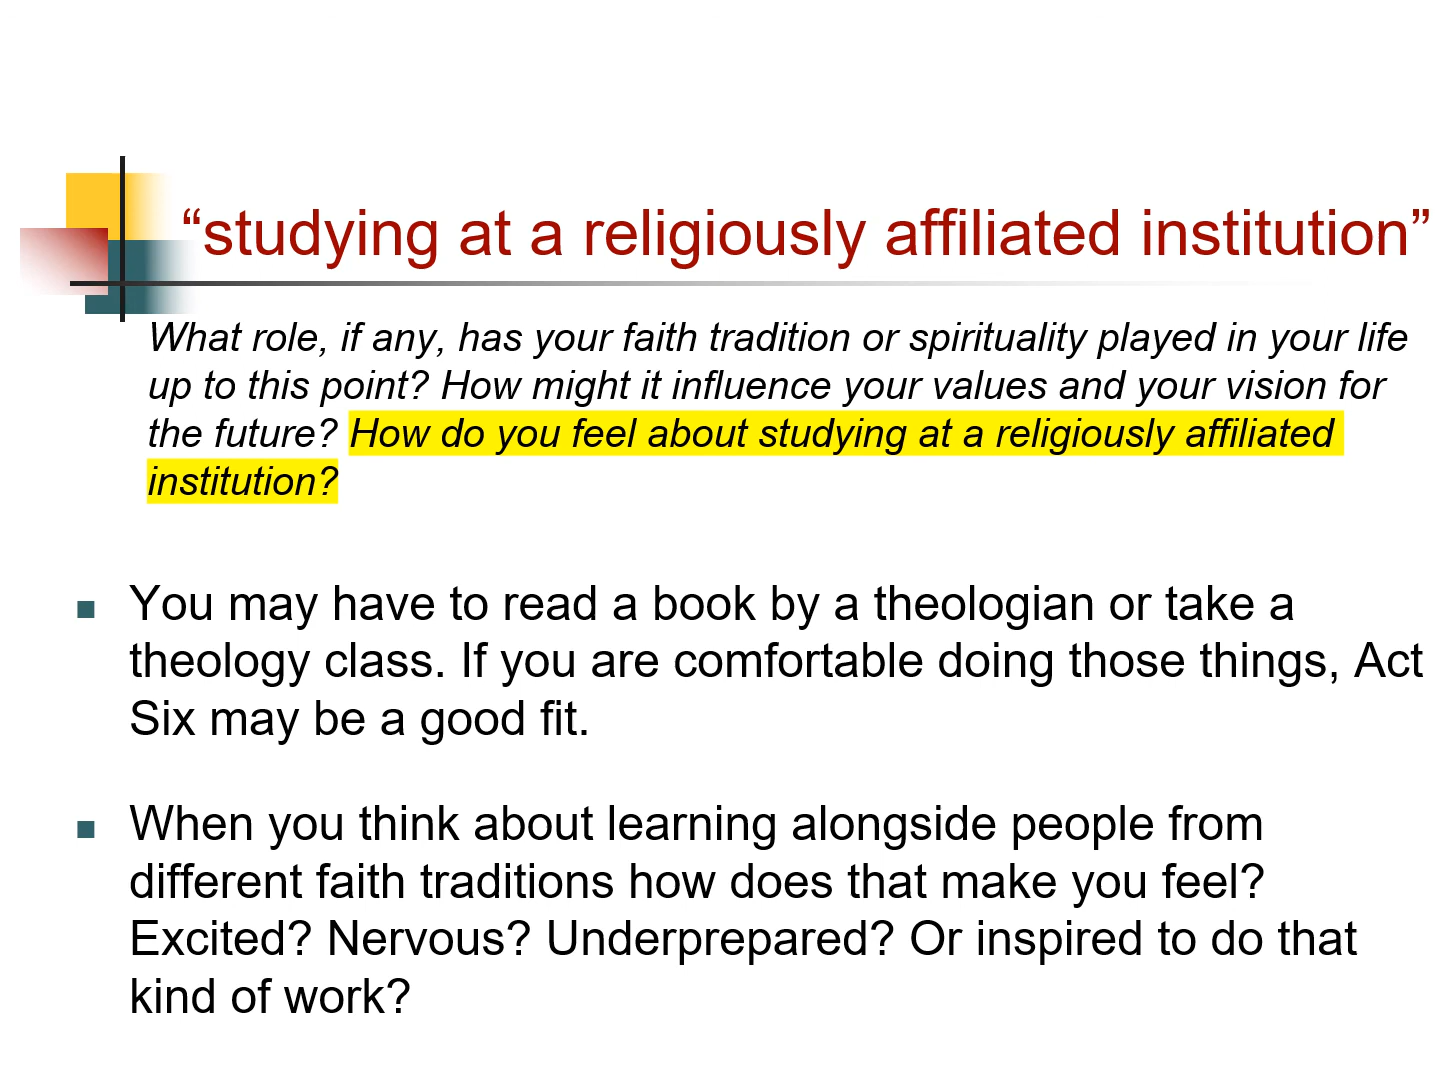 “studying at a religiously affiliated institution”
What role, if any, has your faith tradition or spirituality played in your life
up to this point? How might it influence your values and your vision for
the future? How do you feel about studying at a religiously affiliated
institution?
You may have to read a book by a theologian or take a
theology class. If you are comfortable doing those things, Act
Six may be a good fit.
When you think about learning alongside people from
different faith traditions how does that make you feel?
Excited? Nervous? Underprepared? Or inspired to do that
kind of work?